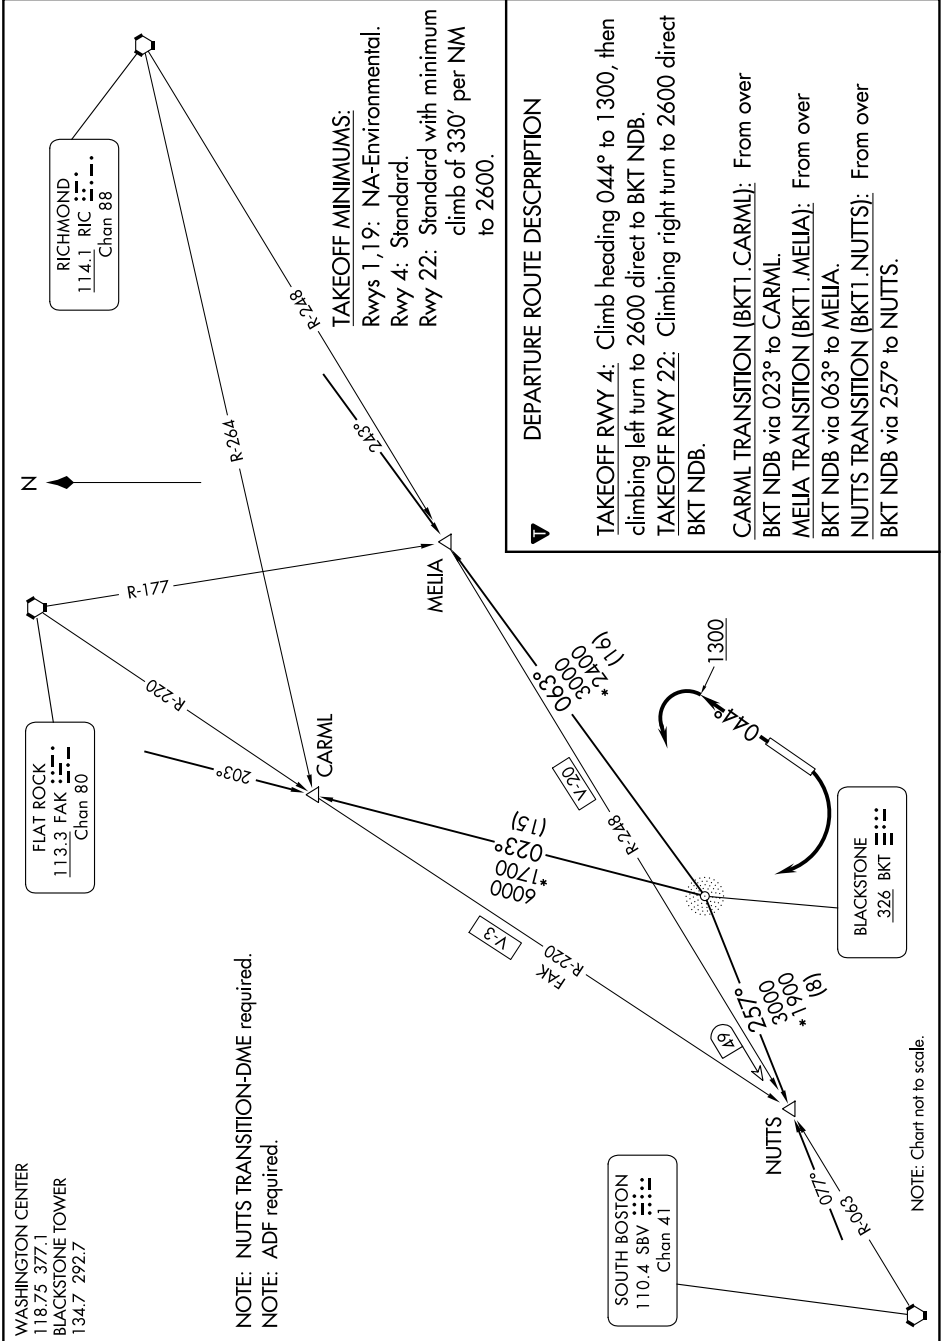 WASHINGTON CENTER
118.75 377.1
BLACKSTONE TOWER
134.7 292.7
FLAT ROCK
113.3 FAK
Chan 80
N
RICHMOND
114.1 RIC
Chan 88
NOTE: NUTTS TRANSITION-DME required.
NOTE: ADF required.
R-220
R-177
R-264
R-248
203°
CARML
243°
MELIA
TAKEOFF MINIMUMS:
Rwys 1,19: NA-Environmental.
Rwy 4: Standard.
Rwy 22: Standard with minimum
climb of 330' per NM
to 2600.
V-3
FAK
R-220
6000
*1700
023°
(15)
V-20
R-248
063°
3000
*2400
(16)
SOUTH BOSTON
110.4 SBV
Chan 41
49
257°
3000
*1900
(8)
NUTTS
077°
R-063
BLACKSTONE
326 BKT
044°
1300
NOTE: Chart not to scale.
T
DEPARTURE ROUTE DESCPRIPTION
TAKEOFF RWY 4: Climb heading 044° to 1300, then
climbing left turn to 2600 direct to BKT NDB.
TAKEOFF RWY 22: Climbing right turn to 2600 direct
BKT NDB.
CARML TRANSITION (BKT1.CARML): From over
BKT NDB via 023° to CARML.
MELIA TRANSITION (BKT1.MELIA): From over
BKT NDB via 063° to MELIA.
NUTTS TRANSITION (BKT1.NUTTS): From over
BKT NDB via 257° to NUTTS.